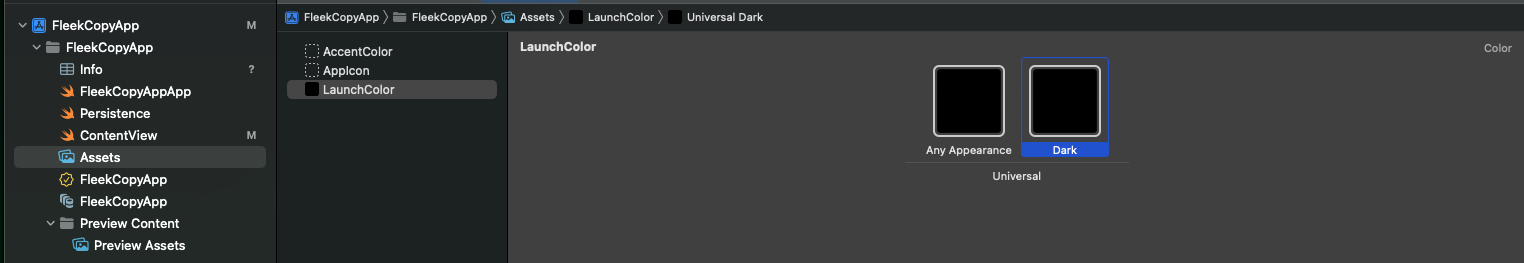 FleekCopyApp M
FleekCopyApp
Info ?
FleekCopyAppApp
Persistence
ContentView M
Assets
FleekCopyApp
FleekCopyApp
Preview Content
Preview Assets
FleekCopyApp FleekCopyApp Assets LaunchColor Universal Dark
AccentColor
AppIcon
LaunchColor
LaunchColor Color
Any Appearance Dark
Universal